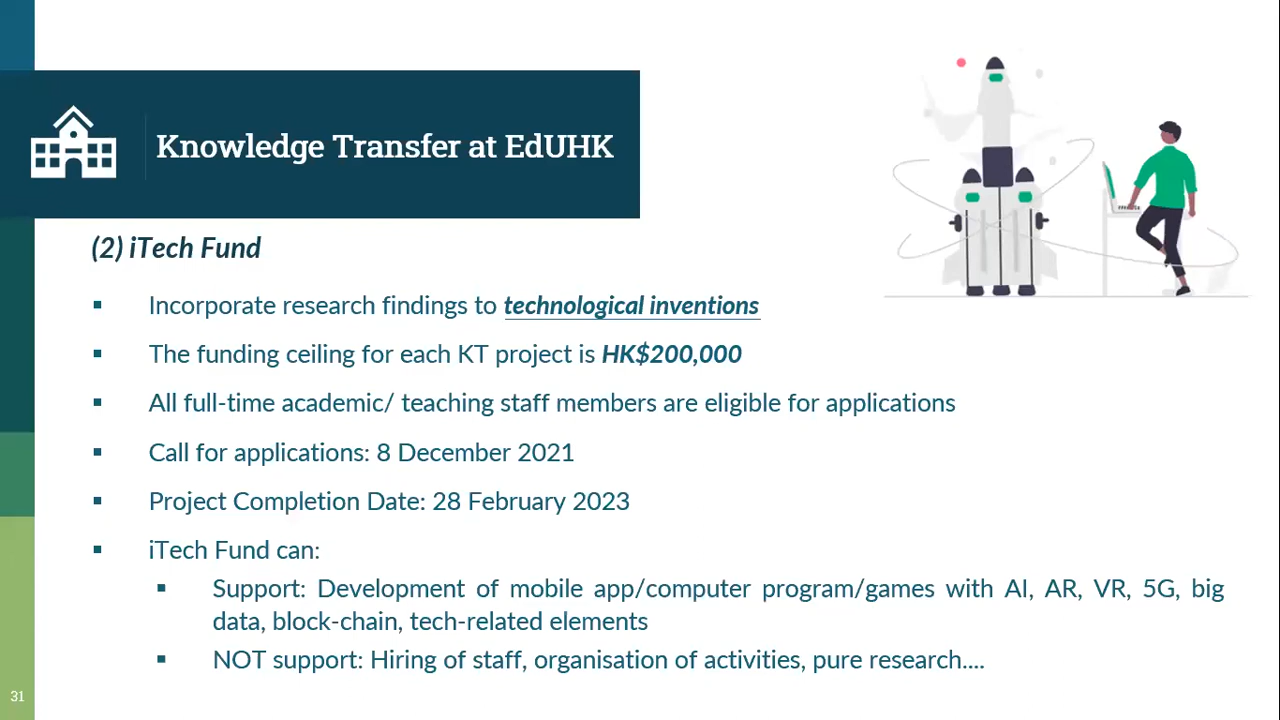 Knowledge Transfer at EdUHK
(2) iTech Fund
▪ Incorporate research findings to technological inventions
▪ The funding ceiling for each KT project is HK$200,000
▪ All full-time academic/ teaching staff members are eligible for applications
▪ Call for applications: 8 December 2021
▪ Project Completion Date: 28 February 2023
▪ iTech Fund can:
▪ Support: Development of mobile app/computer program/games with AI, AR, VR, 5G, big
data, block-chain, tech-related elements
▪ NOT support: Hiring of staff, organisation of activities, pure research....
31